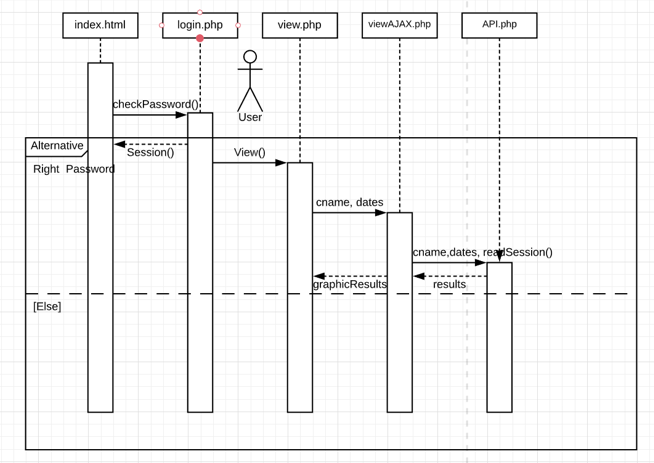 index.html
login.php
view.php
viewAJAX.php
API.php
User
checkPassword()
Alternative
Session()
View()
Right Password
cname, dates
cname,dates, readSession()
graphicResults
results
[Else]